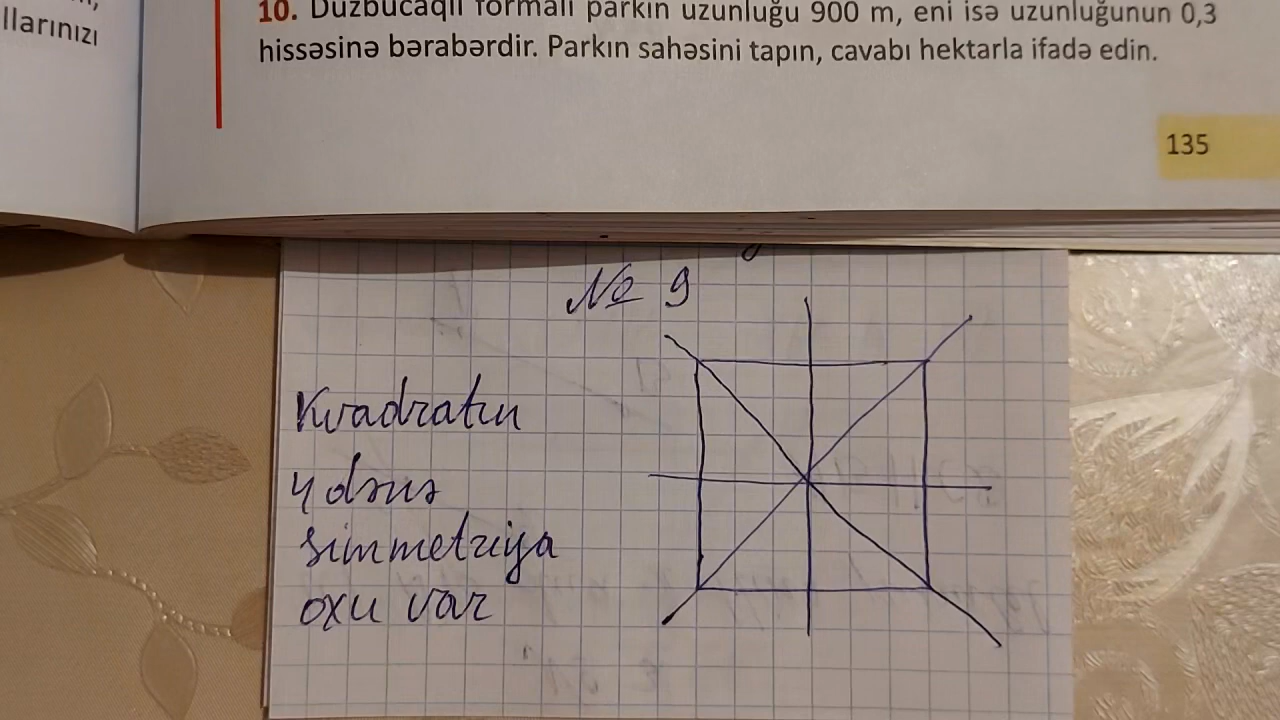 llarınızı
10. Düzbucaqlı formalı parkın uzunluğu 900 m, eni isə uzunluğunun 0,3
hissəsinə bərabərdir. Parkın sahəsini tapın, cavabı hektarla ifadə edin.
135
№ 9
Kvadratın
4 dənə
simmetriya
oxu var